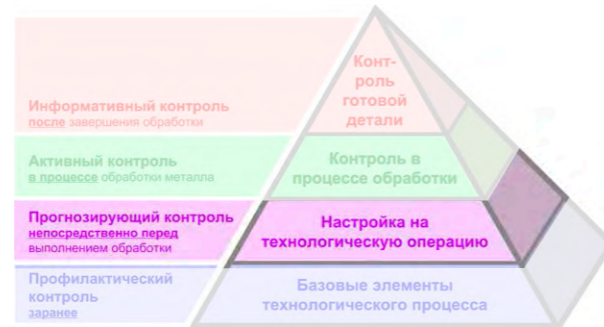 Конт-
роль
готовой
детали
Информативный контроль
после завершения обработки
Активный контроль
в процессе обработки металла
Контроль в
процессе обработки
Прогнозирующий контроль
непосредственно перед
выполнением обработки
Настройка на
технологическую операцию
Профилактический
контроль
заранее
Базовые элементы
технологического процесса